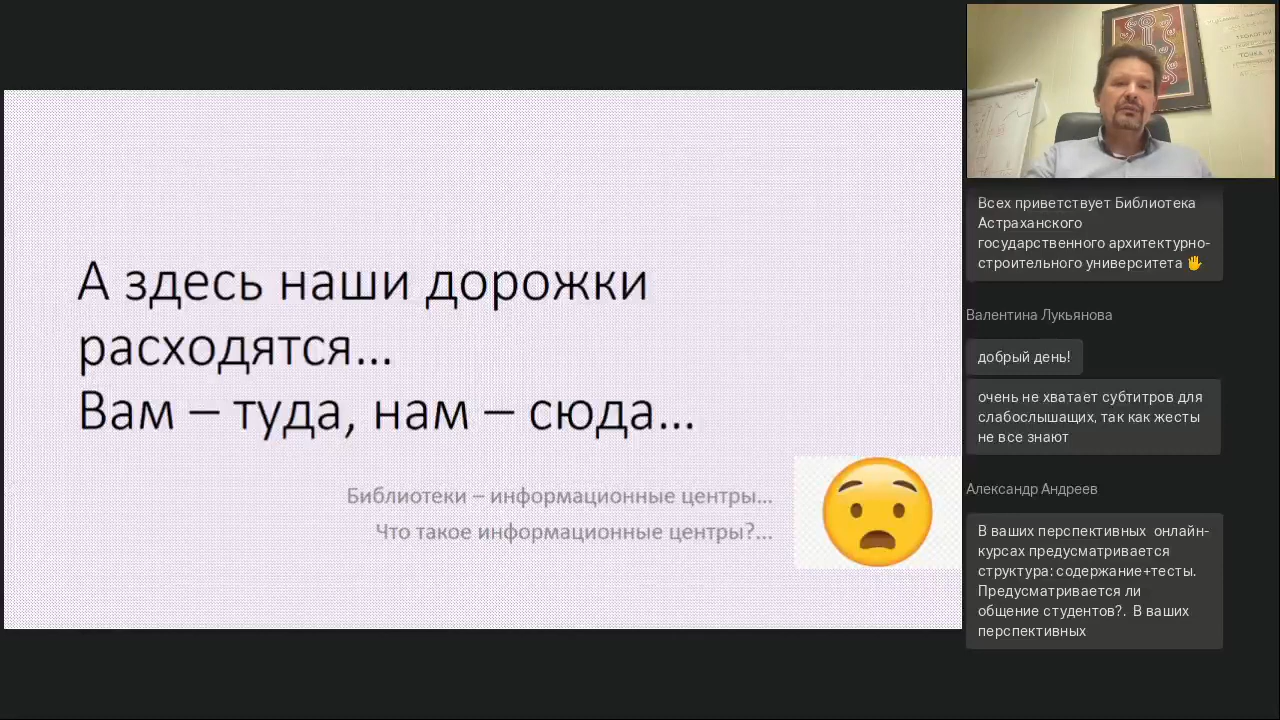 А здесь наши дорожки
расходятся...
Вам – туда, нам – сюда...
Библиотеки – информационные центры...
Что такое информационные центры?...
Всех приветствует Библиотека
Астраханского
государственного архитектурно-
строительного университета 🖐
Валентина Лукьянова
добрый день!
очень не хватает субтитров для
слабослышащих, так как жесты
не все знают
Александр Андреев
В ваших перспективных онлайн-
курсах предусматривается
структура: содержание+тесты.
Предусматривается ли
общение студентов?. В ваших
перспективных